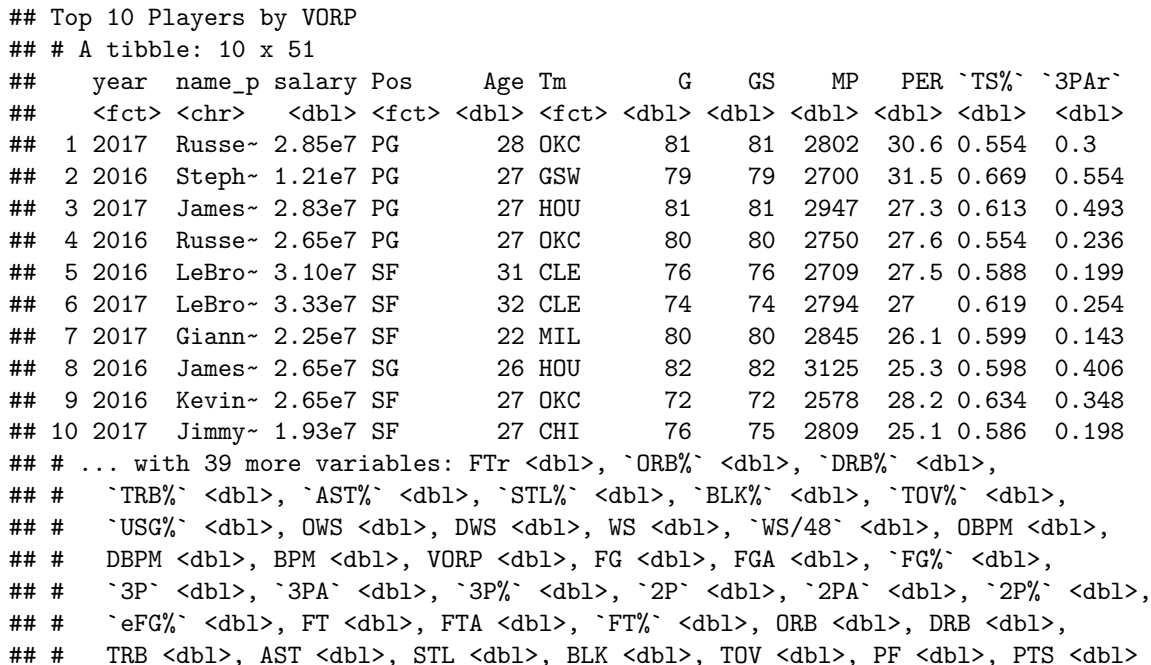 ## Top 10 Players by VORP
## # A tibble: 10 x 51
##    year  name_p salary Pos     Age Tm        G    GS    MP   PER `TS%` `3PAr`
##    <fct> <chr>   <dbl> <fct> <dbl> <fct> <dbl> <dbl> <dbl> <dbl> <dbl>  <dbl>
##  1 2017  Russe~ 2.85e7 PG       28 OKC      81    81  2802  30.6 0.554  0.3
##  2 2016  Steph~ 1.21e7 PG       27 GSW      79    79  2700  31.5 0.669  0.554
##  3 2017  James~ 2.83e7 PG       27 HOU      81    81  2947  27.3 0.613  0.493
##  4 2016  Russe~ 2.65e7 PG       27 OKC      80    80  2750  27.6 0.554  0.236
##  5 2016  LeBro~ 3.10e7 SF       31 CLE      76    76  2709  27.5 0.588  0.199
##  6 2017  LeBro~ 3.33e7 SF       32 CLE      74    74  2794  27   0.619  0.254
##  7 2017  Giann~ 2.25e7 SF       22 MIL      80    80  2845  26.1 0.599  0.143
##  8 2016  James~ 2.65e7 SG       26 HOU      82    82  3125  25.3 0.598  0.406
##  9 2016  Kevin~ 2.65e7 SF       27 OKC      72    72  2578  28.2 0.634  0.348
## 10 2017  Jimmy~ 1.93e7 SF       27 CHI      76    75  2809  25.1 0.586  0.198
## # ... with 39 more variables: FTr <dbl>, `ORB%` <dbl>, `DRB%` <dbl>,
## #   `TRB%` <dbl>, `AST%` <dbl>, `STL%` <dbl>, `BLK%` <dbl>, `TOV%` <dbl>,
## #   `USG%` <dbl>, OWS <dbl>, DWS <dbl>, WS <dbl>, `WS/48` <dbl>, OBPM <dbl>,
## #   DBPM <dbl>, BPM <dbl>, VORP <dbl>, FG <dbl>, FGA <dbl>, `FG%` <dbl>,
## #   `3P` <dbl>, `3PA` <dbl>, `3P%` <dbl>, `2P` <dbl>, `2PA` <dbl>, `2P%` <dbl>,
## #   `eFG%` <dbl>, FT <dbl>, FTA <dbl>, `FT%` <dbl>, ORB <dbl>, DRB <dbl>,
## #   TRB <dbl>, AST <dbl>, STL <dbl>, BLK <dbl>, TOV <dbl>, PF <dbl>, PTS <dbl>